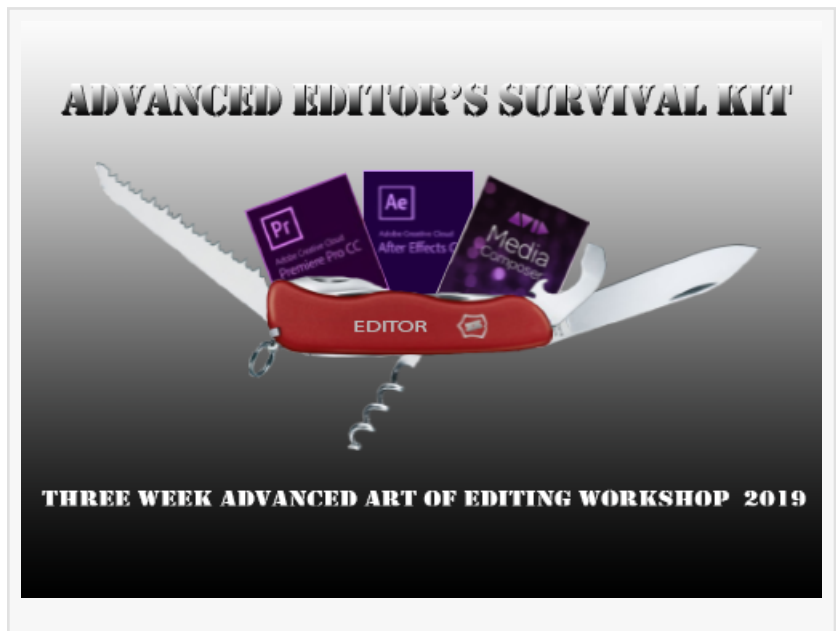 ADVANCED EDITOR'S SURVIVAL KIT
Pr
Adobe Creative Cloud
Premiere Pro CC
Ae
Adobe Creative Cloud
After Effects C
AVID
Media
Composer
EDITOR
THREE WEEK ADVANCED ART OF EDITING WORKSHOP 2019